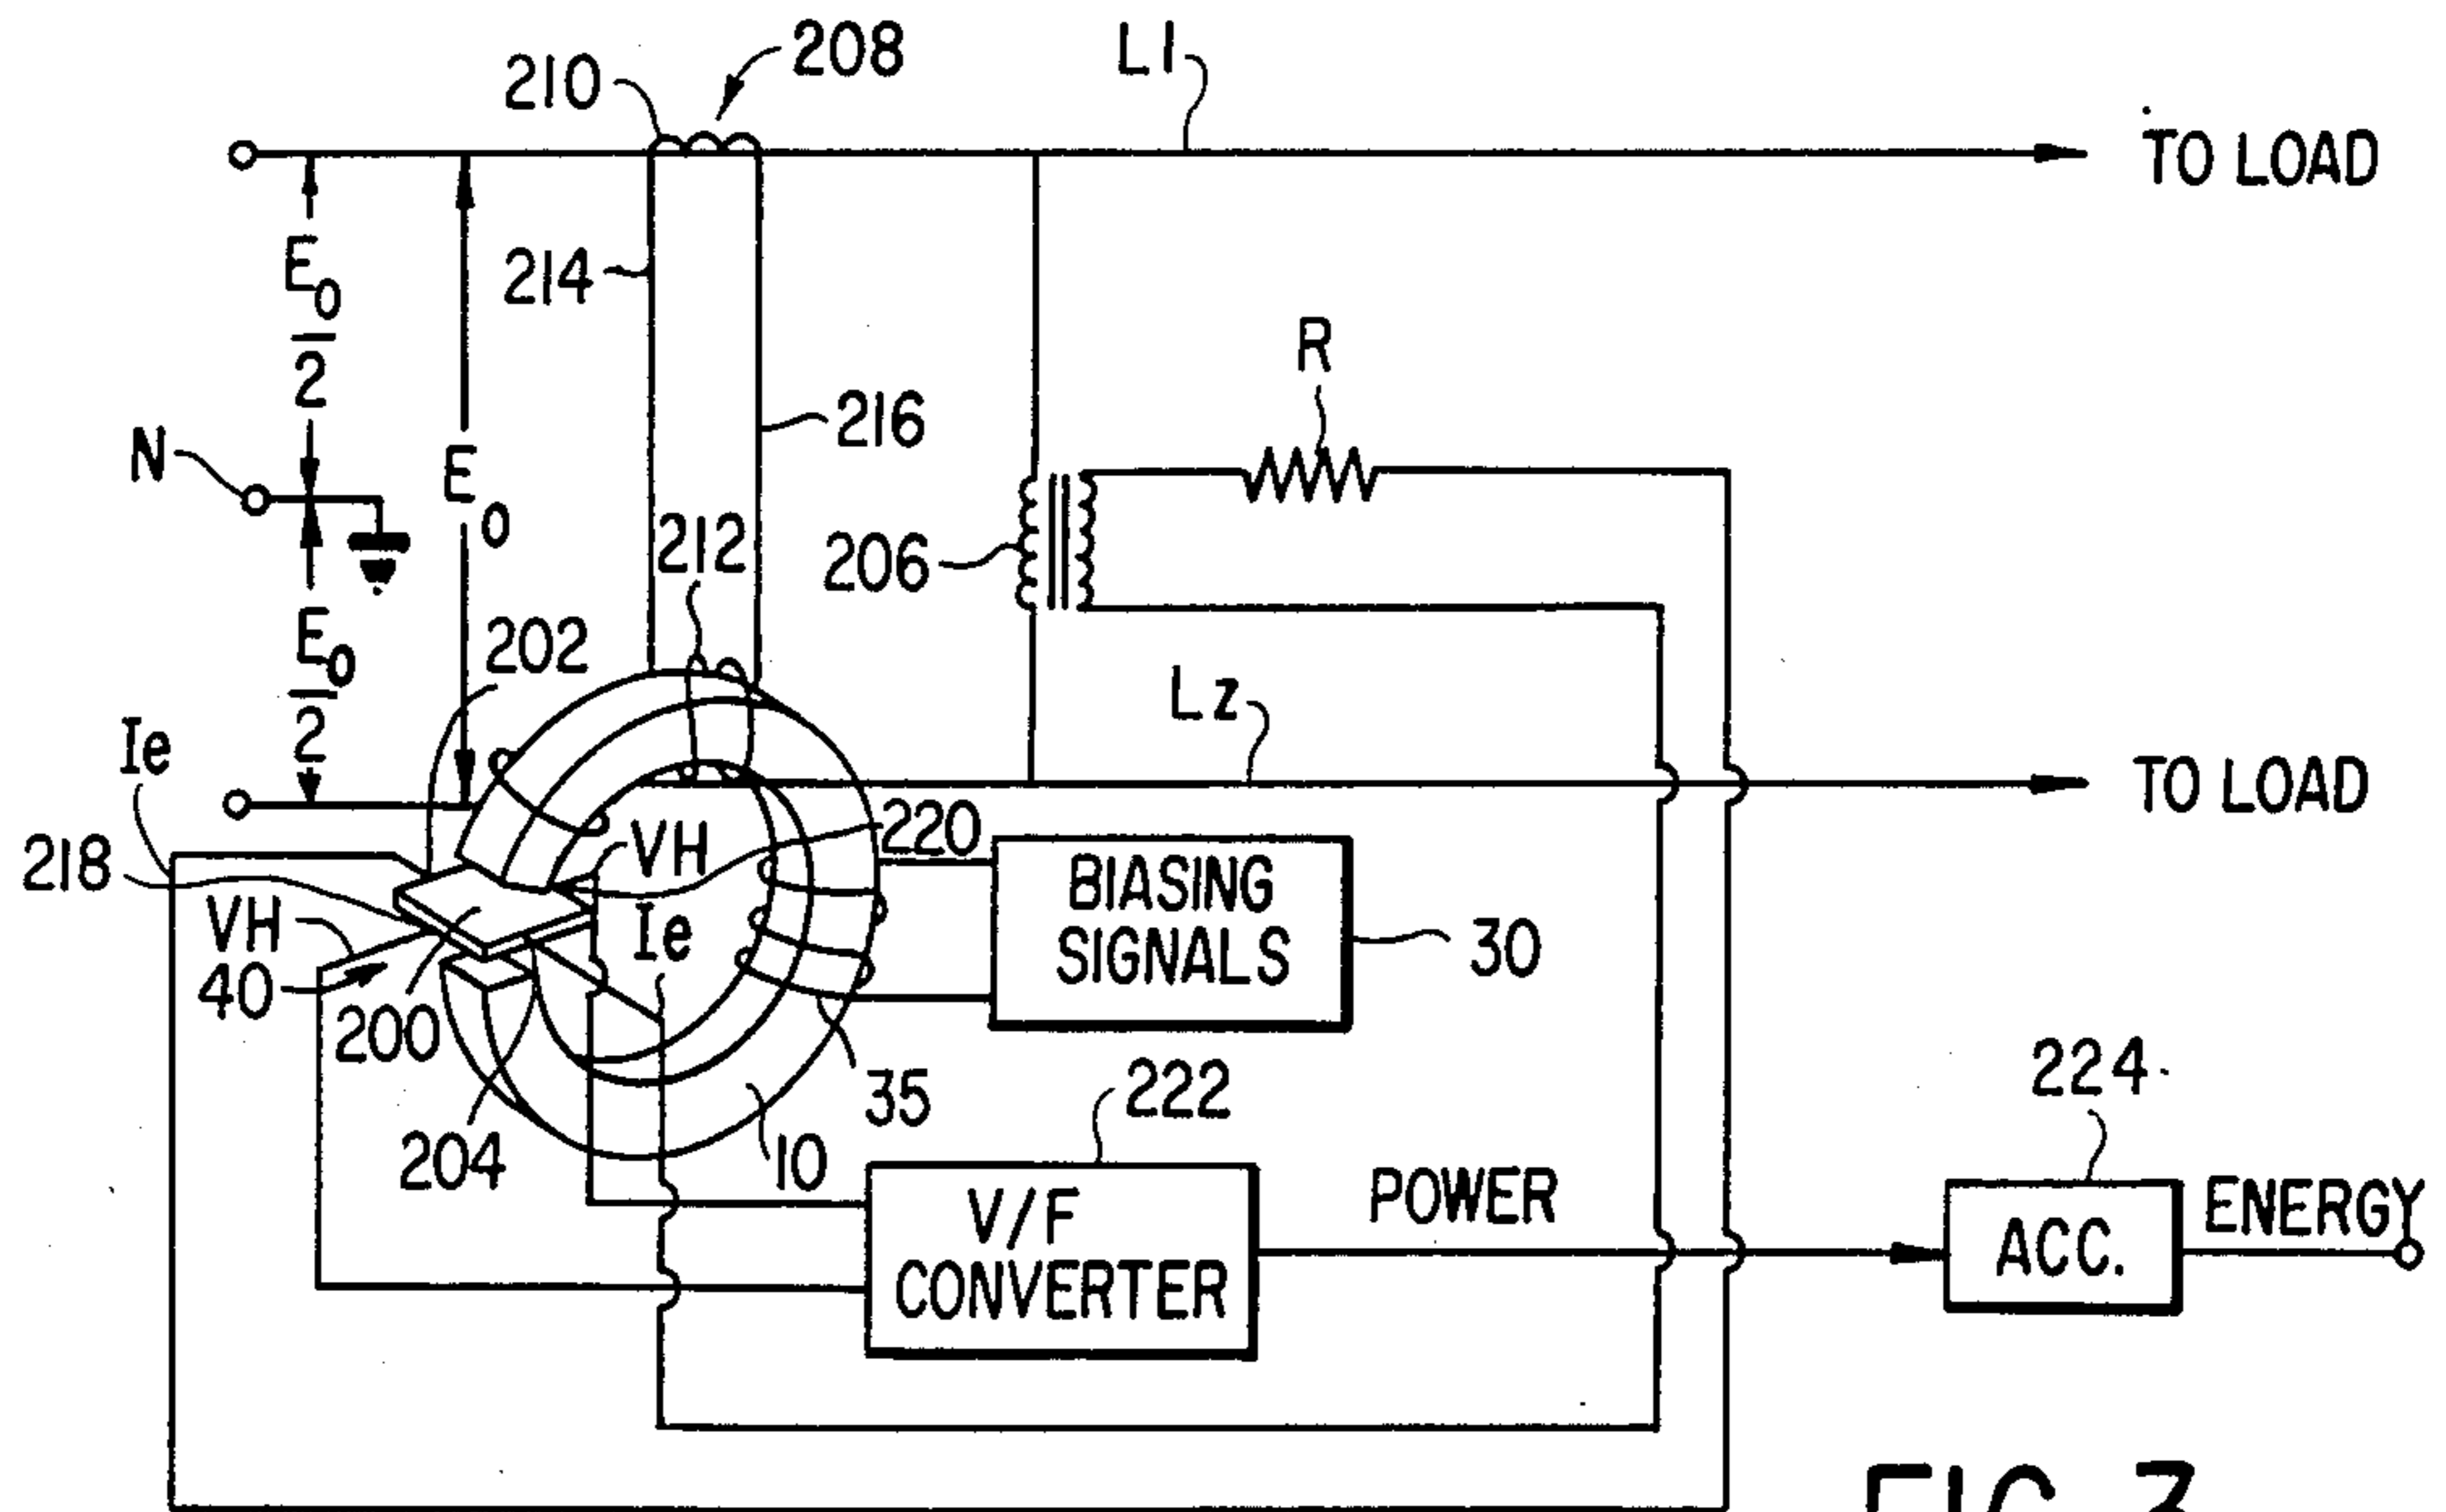 208
L1
210
TO LOAD
E0
2
214
R
216
N
E0
212
206
E0
2
202
Lz
Ie
TO LOAD
218
VH
220
BIASING
SIGNALS
VH
Ie
30
40
200
35
222
224
204
10
POWER
ENERGY
V/F
CONVERTER
ACC.
FIG. 3